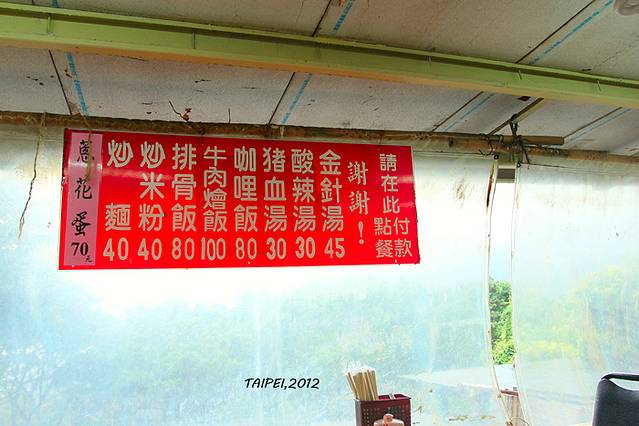 請在此付款
點餐
謝謝！
金針湯 45
酸辣湯 30
豬血湯 30
咖哩飯 80
牛肉燴飯 100
排骨飯 80
炒米粉 40
炒麵 40
蔥花蛋 70元
TAIPEI,2012